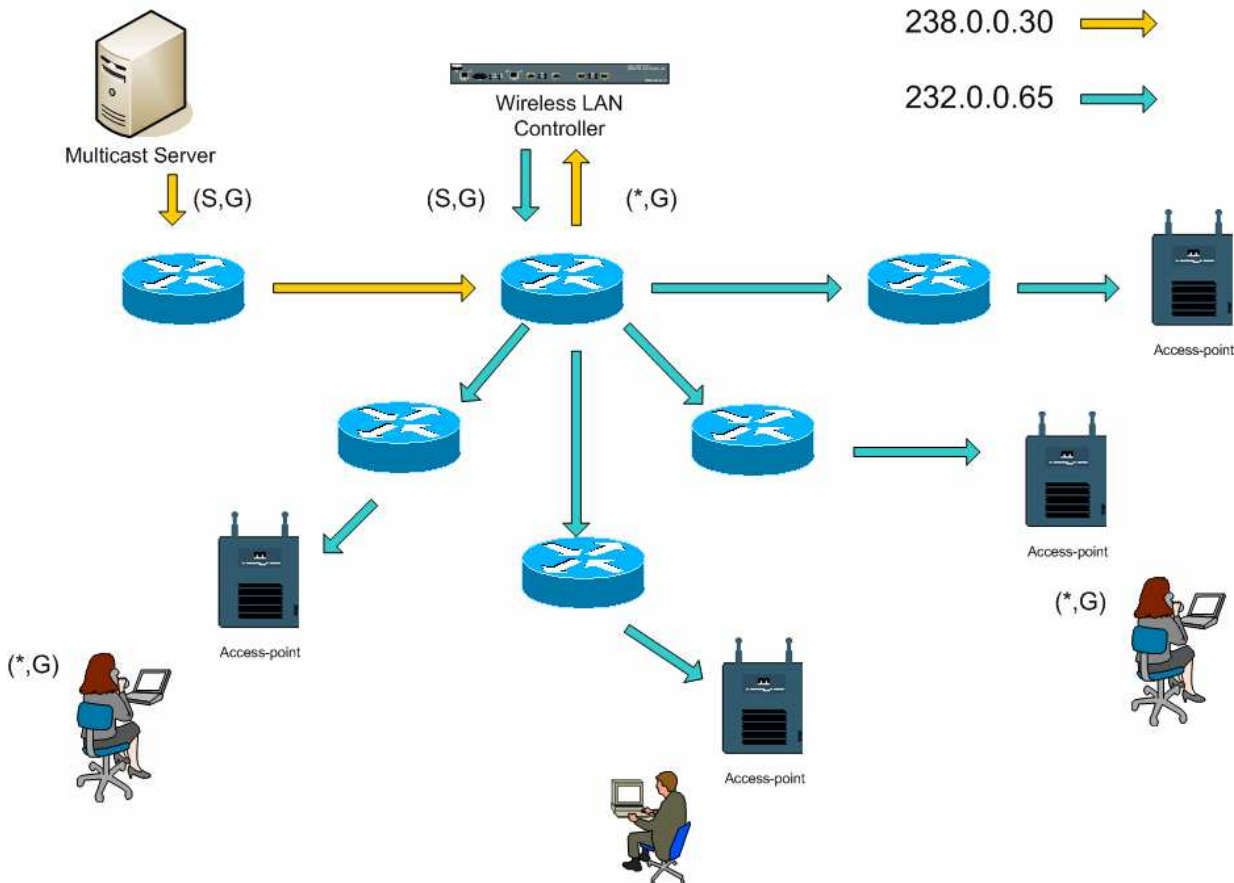 238.0.0.30
232.0.0.65
Wireless LAN
Controller
Multicast Server
(S,G)
(S,G)
(*,G)
Access-point
Access-point
(*,G)
Access-point
(*,G)
Access-point